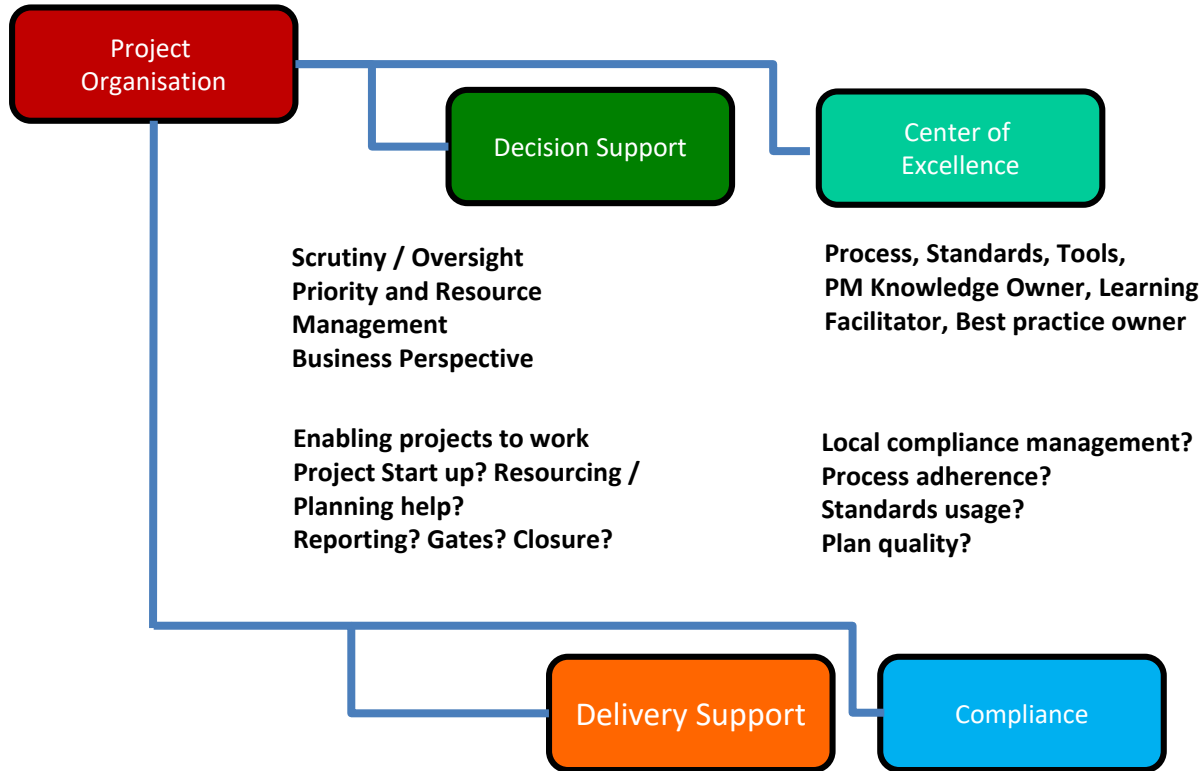 Project
Organisation
Decision Support
Center of
Excellence
Scrutiny / Oversight
Priority and Resource
Management
Business Perspective
Process, Standards, Tools,
PM Knowledge Owner, Learning
Facilitator, Best practice owner
Enabling projects to work
Project Start up? Resourcing /
Planning help?
Reporting? Gates? Closure?
Local compliance management?
Process adherence?
Standards usage?
Plan quality?
Delivery Support
Compliance